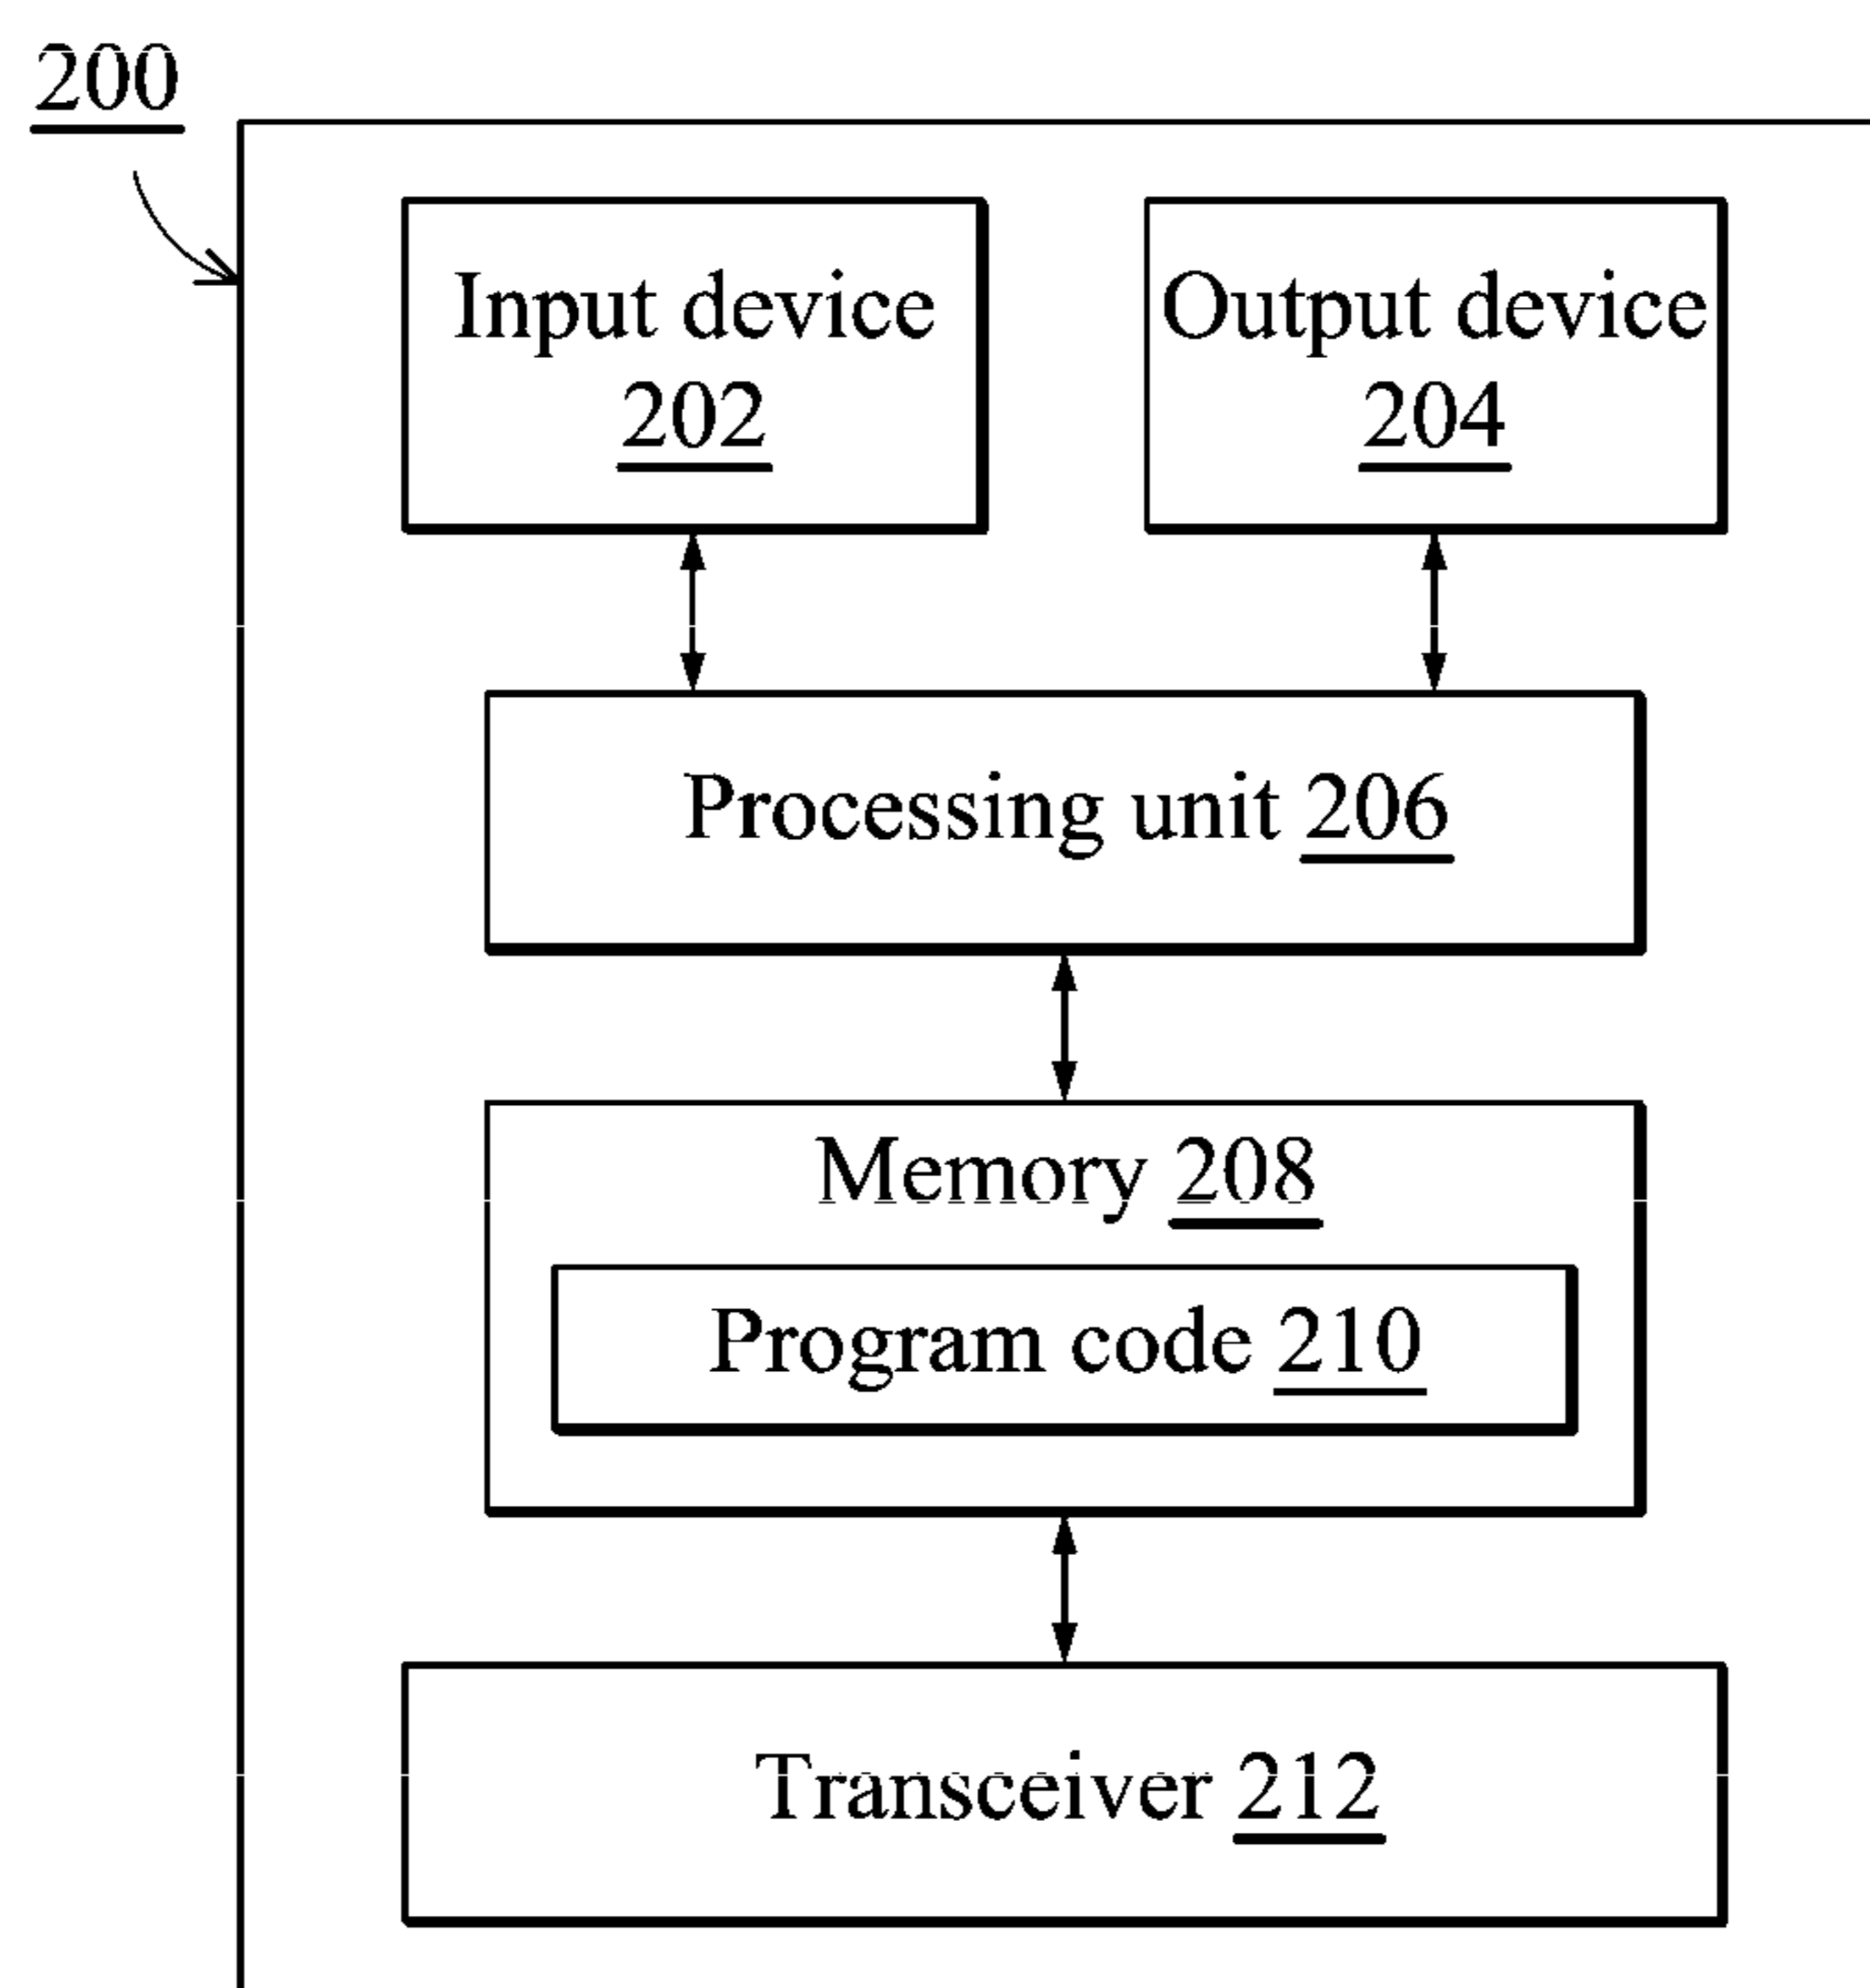 200
Input device
202
Output device
204
Processing unit 206
Memory 208
Program code 210
Transceiver 212